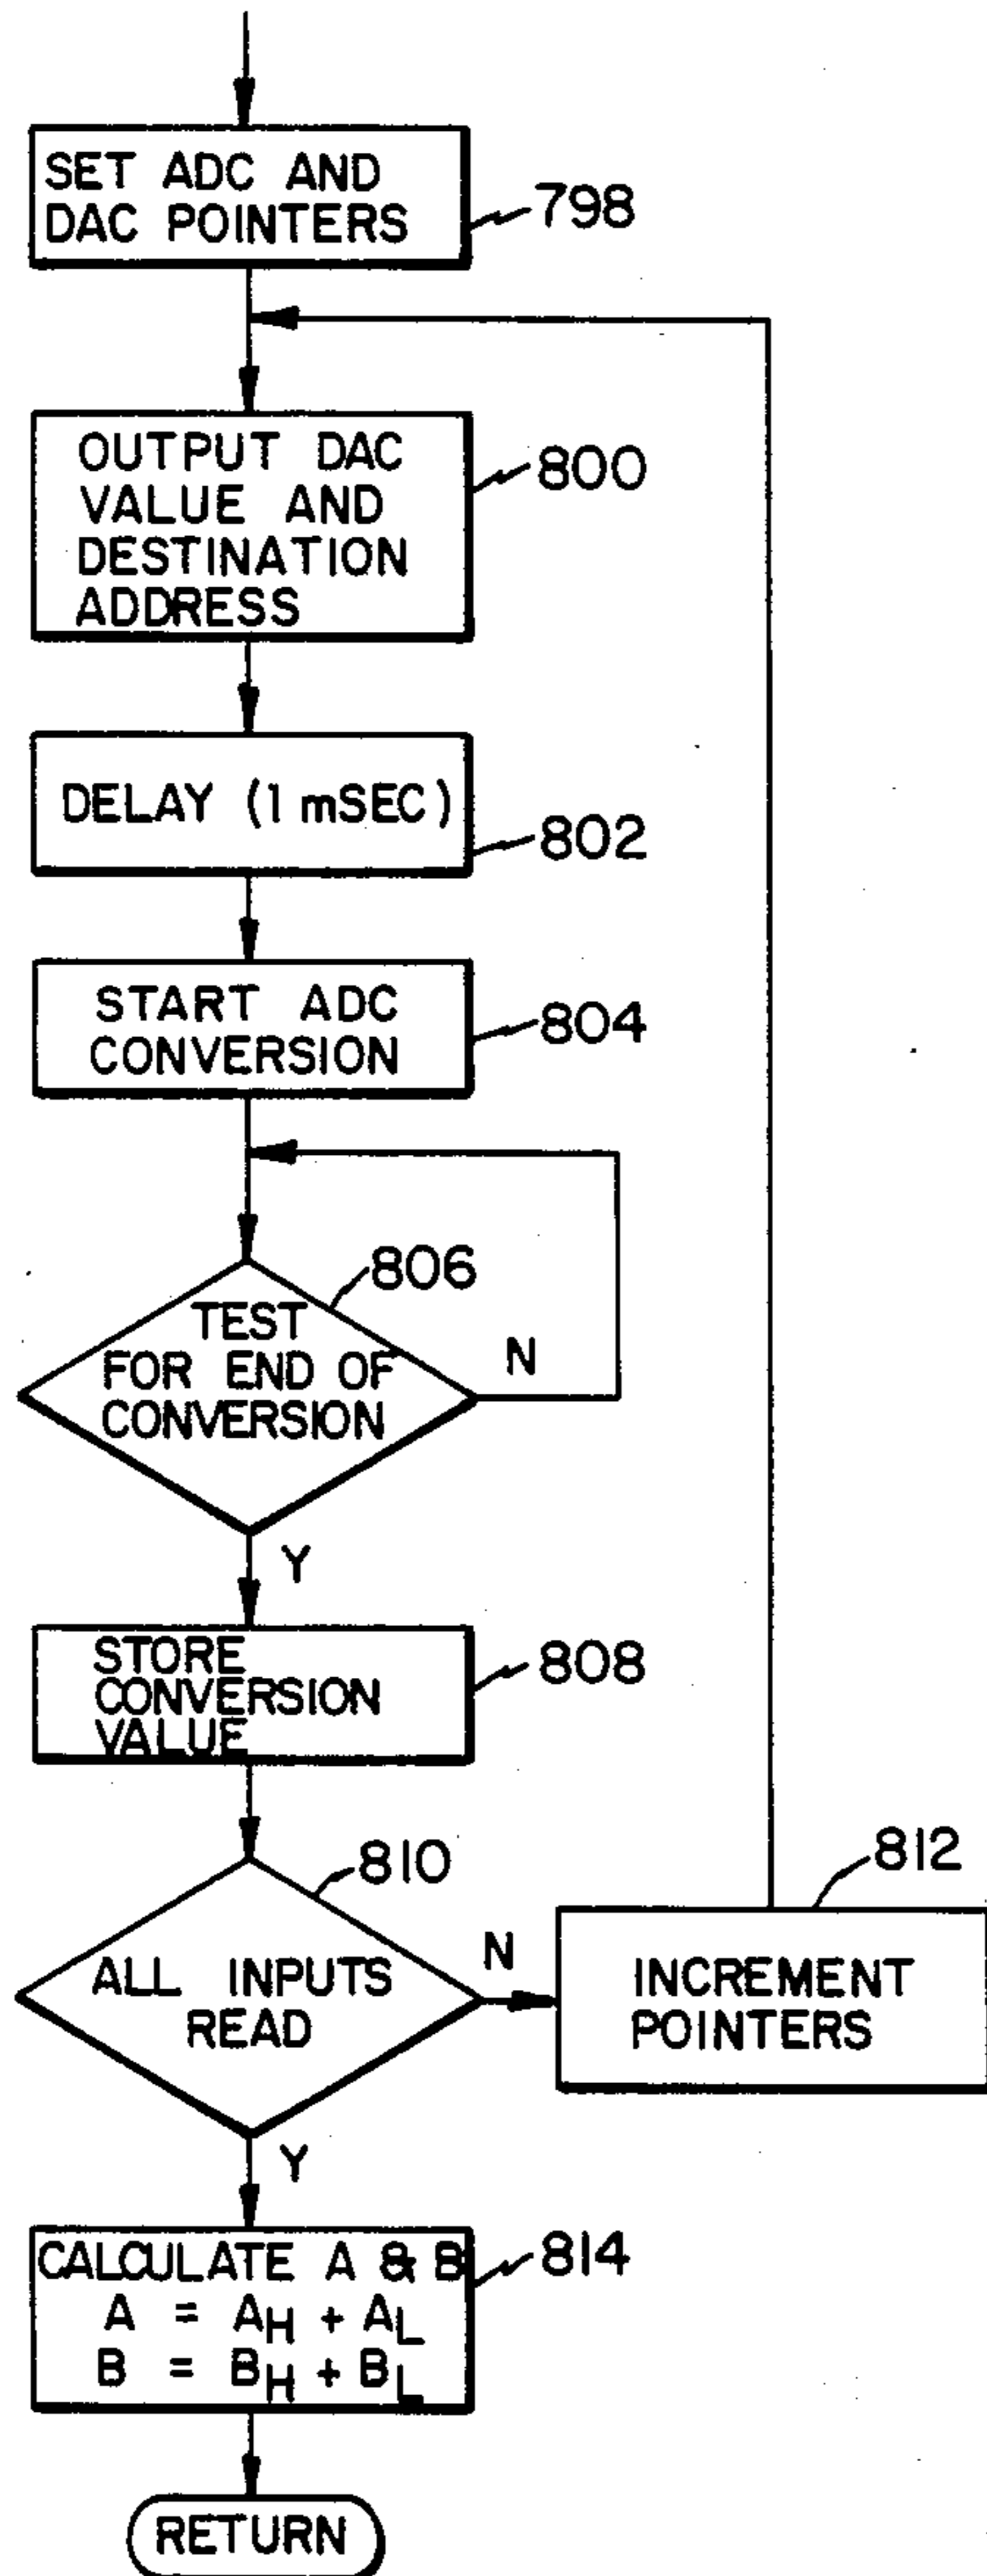 SET ADC AND
DAC POINTERS
798
OUTPUT DAC
VALUE AND
DESTINATION
ADDRESS
800
DELAY (1 mSEC)
802
START ADC
CONVERSION
804
806
TEST
FOR END OF
CONVERSION
N
Y
STORE
CONVERSION
VALUE
808
810
ALL INPUTS
READ
N
812
INCREMENT
POINTERS
Y
CALCULATE A & B
A = AH + AL
B = BH + BL
814
RETURN